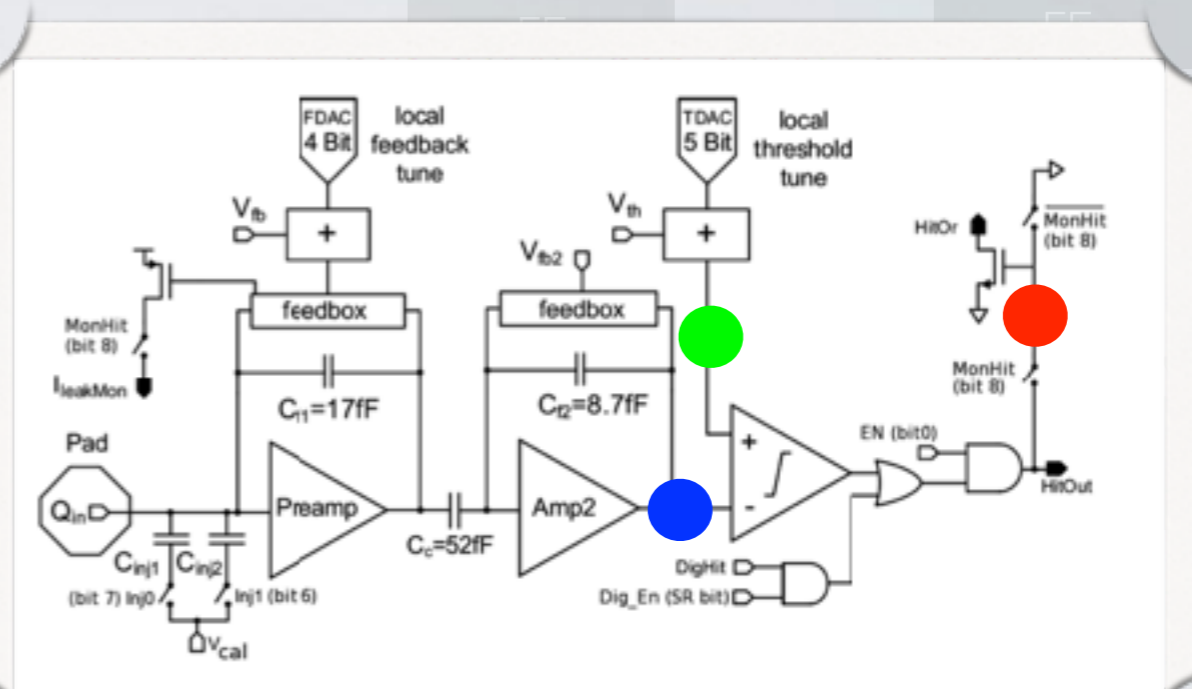 FDAC
4 Bit
local
feedback
tune
TDAC
5 Bit
local
threshold
tune
Vfb
+
Vth
+
Vfb2
HitOr
MonHit
(bit 8)
feedbox
feedbox
MonHit
(bit 8)
IleakMon
Cf1=17fF
Cf2=8.7fF
MonHit
(bit 8)
Pad
Qin
Preamp
Cc=52fF
Amp2
+
-
EN (bit0)
HitOut
Cinj1
Cinj2
(bit 7) Inj0
Inj1 (bit 6)
Vcal
DigHit
Dig_En (SR bit)